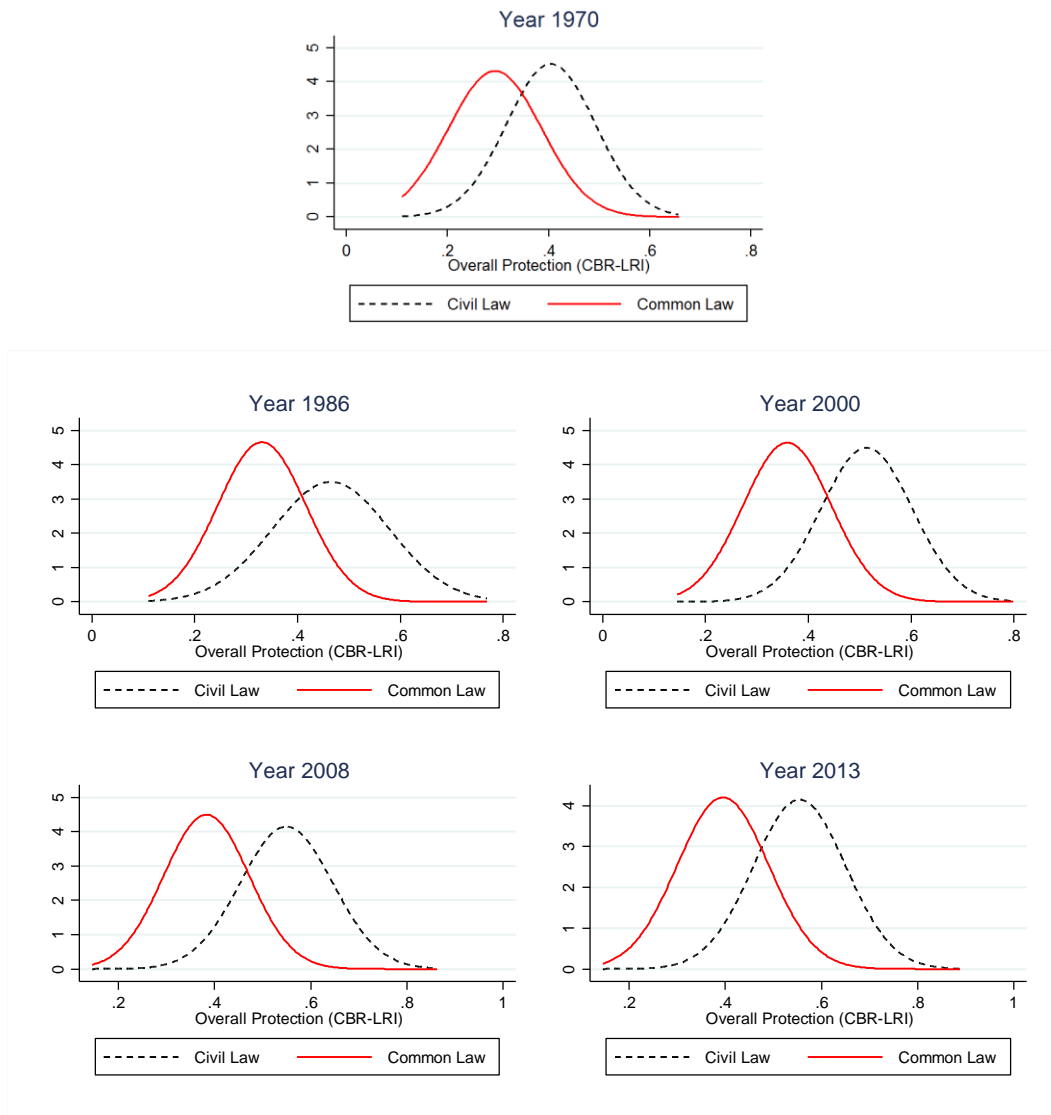 Year 1970
5
4
3
2
1
0
0 .2 .4 .6 .8
Overall Protection (CBR-LRI)
Civil Law Common Law
Year 1986
5
4
3
2
1
0
0 .2 .4 .6 .8
Overall Protection (CBR-LRI)
Civil Law Common Law
Year 2000
5
4
3
2
1
0
0 .2 .4 .6 .8
Overall Protection (CBR-LRI)
Civil Law Common Law
Year 2008
5
4
3
2
1
0
.2 .4 .6 .8 1
Overall Protection (CBR-LRI)
Civil Law Common Law
Year 2013
4
3
2
1
0
.2 .4 .6 .8 1
Overall Protection (CBR-LRI)
Civil Law Common Law